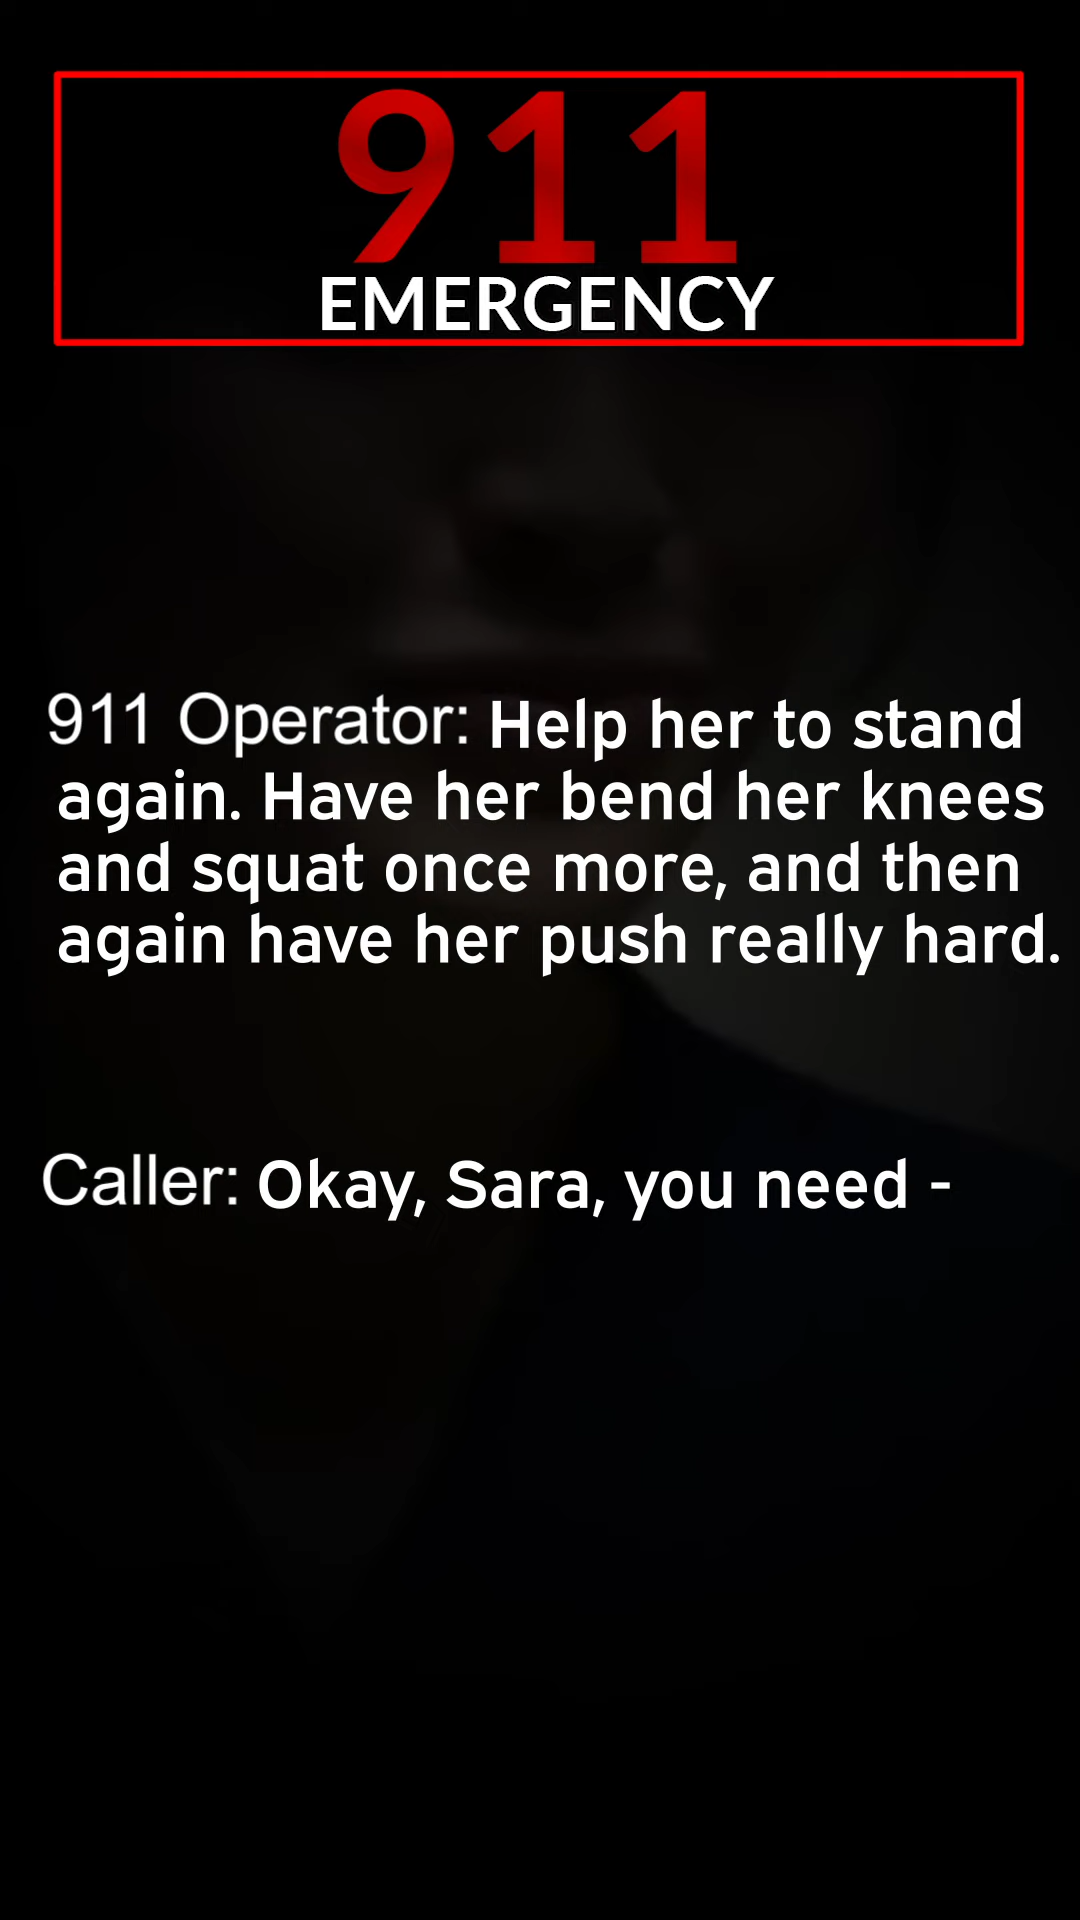 911
EMERGENCY
911 Operator: Help her to stand
again. Have her bend her knees
and squat once more, and then
again have her push really hard.
Caller: Okay, Sara, you need -